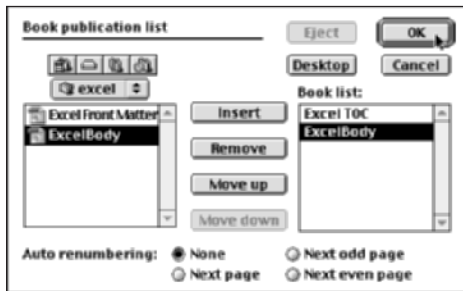 Book publication list
Eject
OK
Desktop
Cancel
excel
Book list:
Excel Front Matter
ExcelBody
Insert
Remove
Move up
Move down
Excel TOC
ExcelBody
Auto renumbering:
None
Next odd page
Next page
Next even page